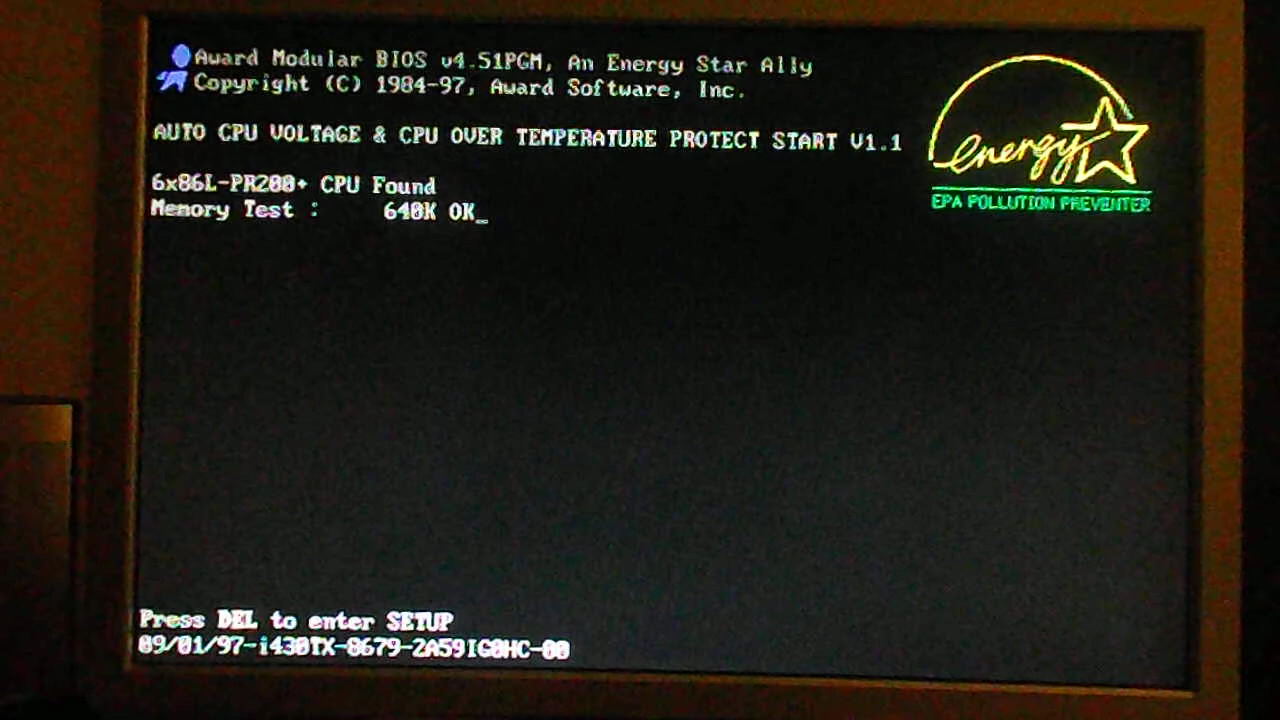 Award Modular BIOS v4.51PGM, An Energy Star Ally
Copyright (C) 1984-97, Award Software, Inc.
energy
EPA POLLUTION PREVENTER
AUTO CPU VOLTAGE & CPU OVER TEMPERATURE PROTECT START V1.1
6x86L-PR200+ CPU Found
Memory Test :     640K OK_
Press DEL to enter SETUP
09/01/97-i430TX-8679-2A59IG0HC-00